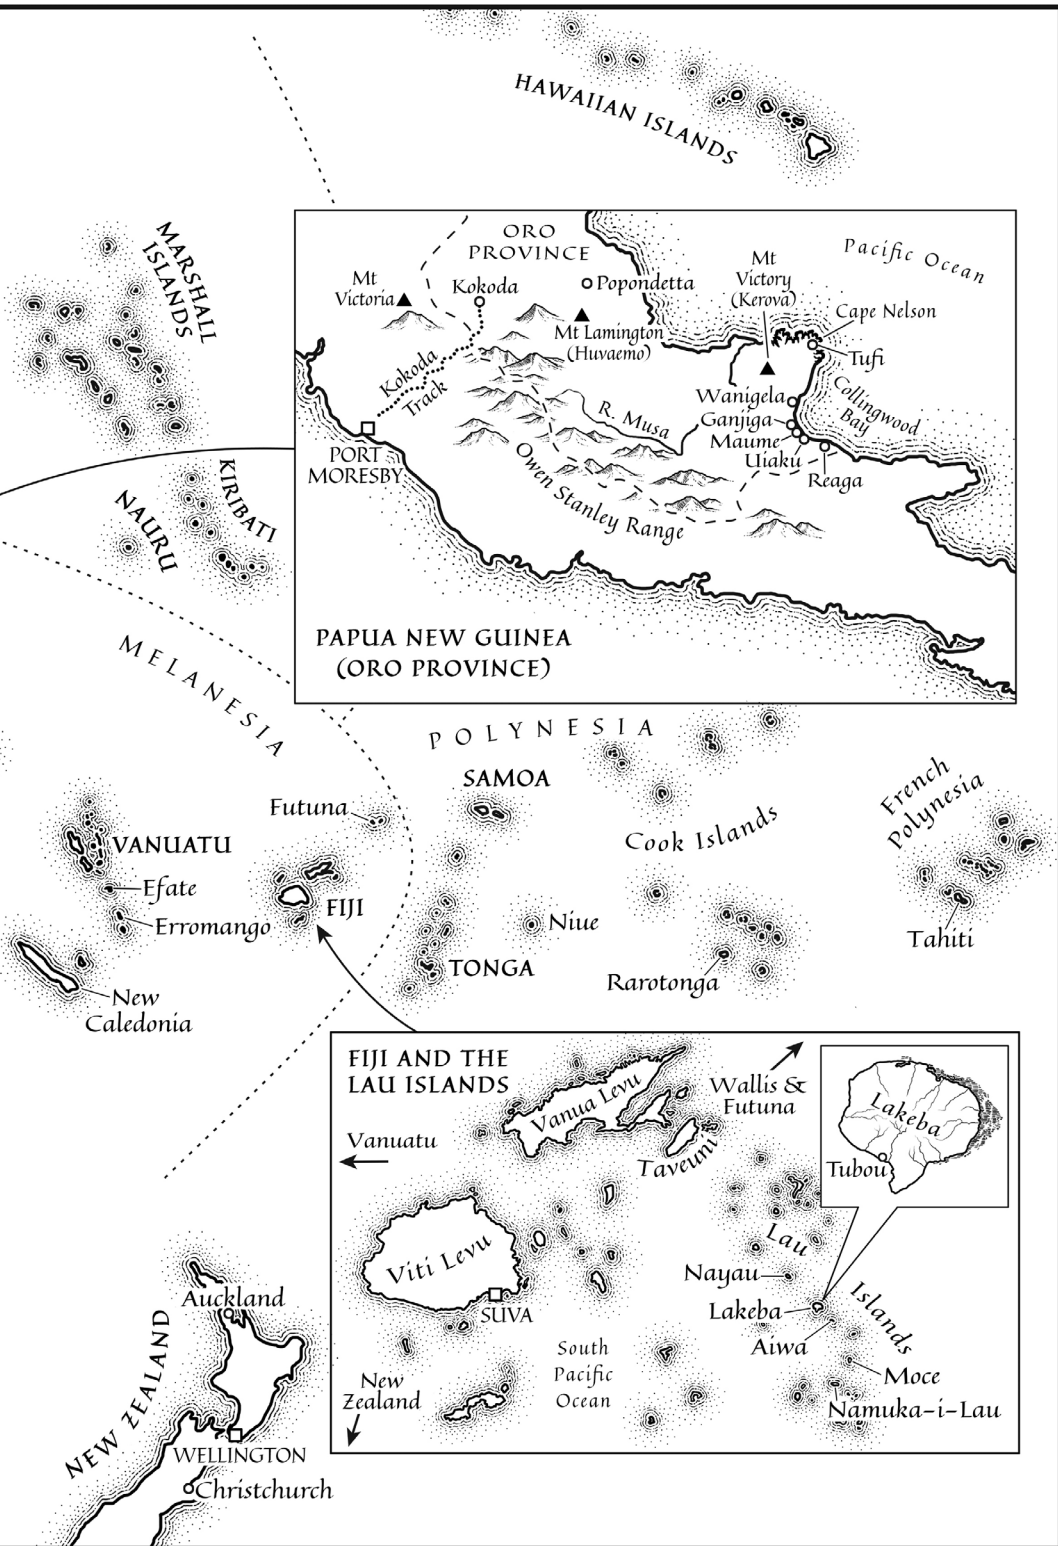 HAWAIIAN ISLANDS
MARSHALL
ISLANDS
KIRIBATI
NAURU
MELANESIA
ORO
PROVINCE
Pacific Ocean
Mt
Victoria
Kokoda
Popondetta
Mt
Victory
(Kerova)
Cape Nelson
Mt Lamington
(Huvaemo)
Tufi
Kokoda
Track
Collingwood
Bay
Wanigela
Ganjiga
Maume
Uiaku
Reaga
R. Musa
PORT
MORESBY
Owen Stanley Range
PAPUA NEW GUINEA
(ORO PROVINCE)
POLYNESIA
SAMOA
Futuna
Cook Islands
French
Polynesia
VANUATU
Efate
FIJI
Erromango
Niue
Tahiti
TONGA
Rarotonga
New
Caledonia
FIJI AND THE
LAU ISLANDS
Vanua Levu
Wallis &
Futuna
Lakeba
Vanuatu
Taveuni
Tubou
Viti Levu
Lau
Islands
Nayau
Lakeba
SUVA
Aiwa
South
Pacific
Ocean
Moce
New
Zealand
Namuka-i-Lau
Auckland
NEW ZEALAND
WELLINGTON
Christchurch